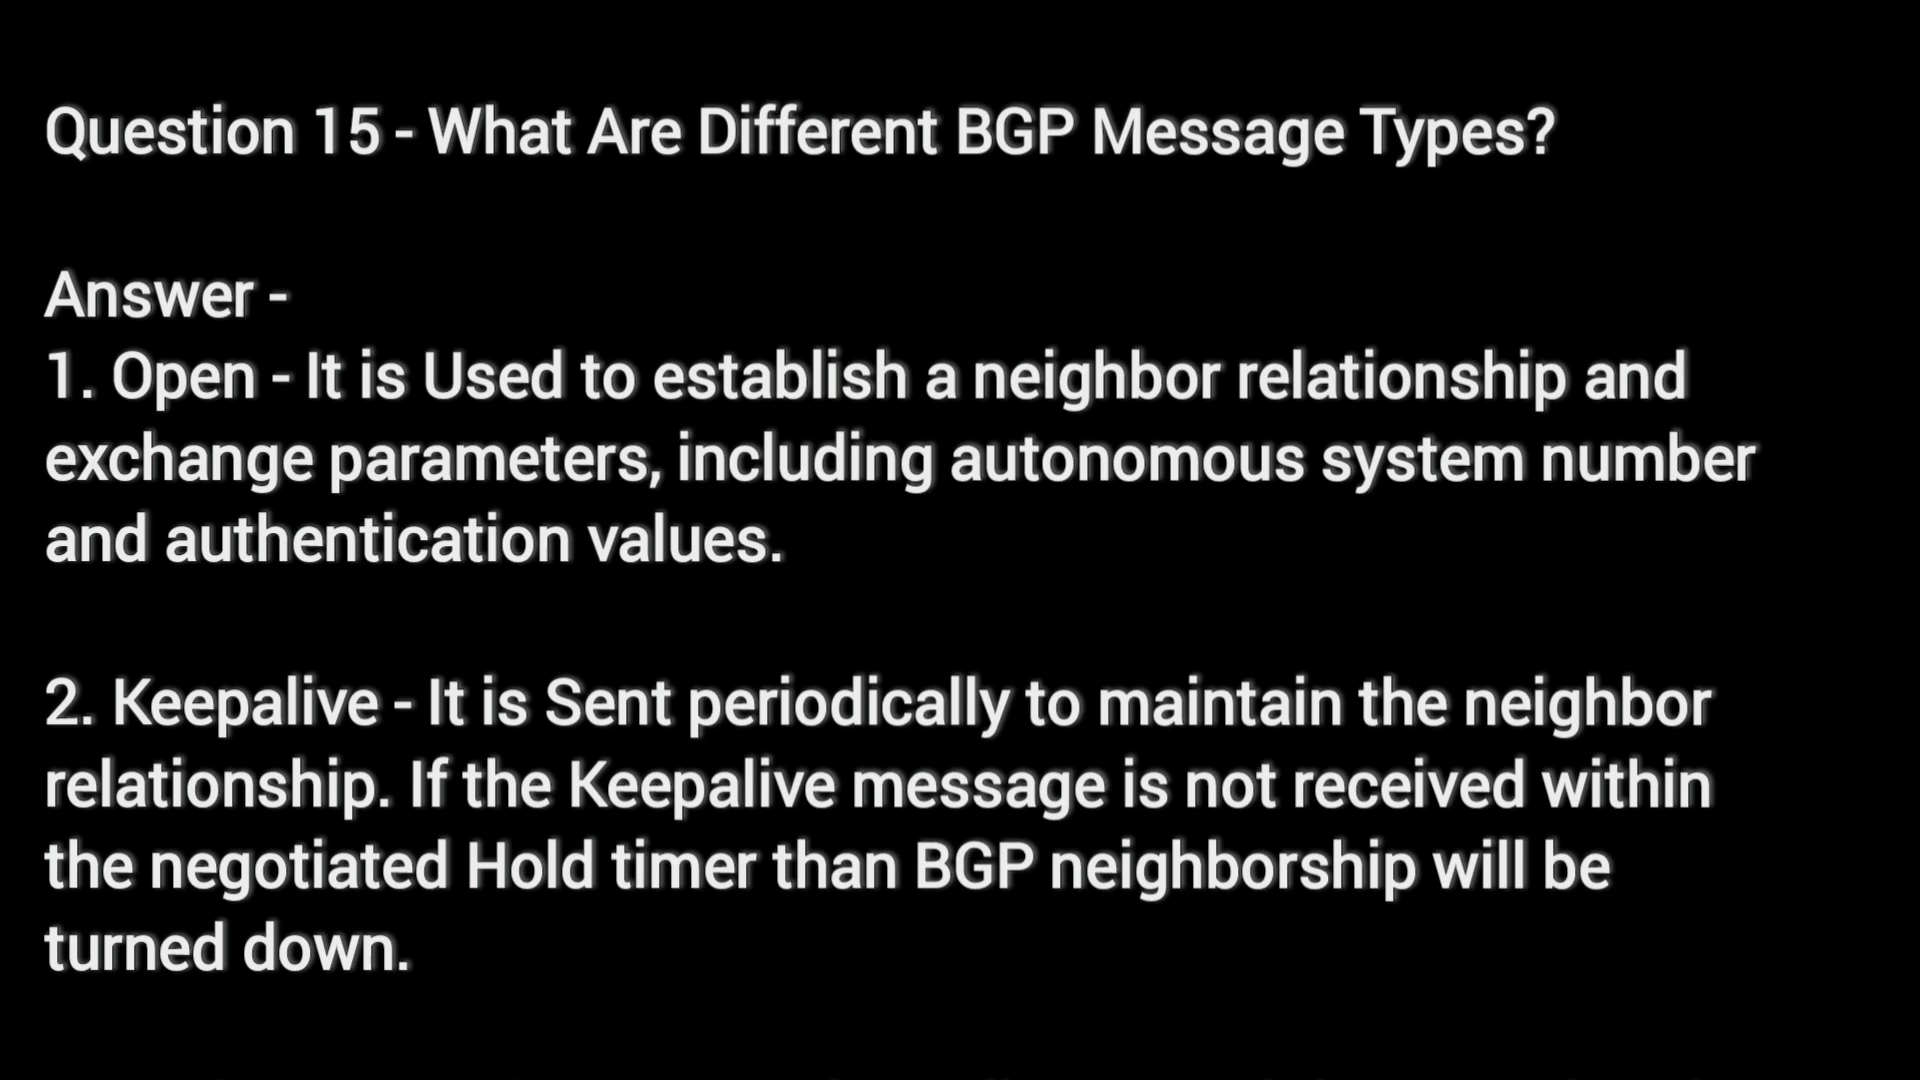 Question 15 - What Are Different BGP Message Types?
Answer -
1. Open - It is Used to establish a neighbor relationship and
exchange parameters, including autonomous system number
and authentication values.
2. Keepalive - It is Sent periodically to maintain the neighbor
relationship. If the Keepalive message is not received within
the negotiated Hold timer than BGP neighborship will be
turned down.